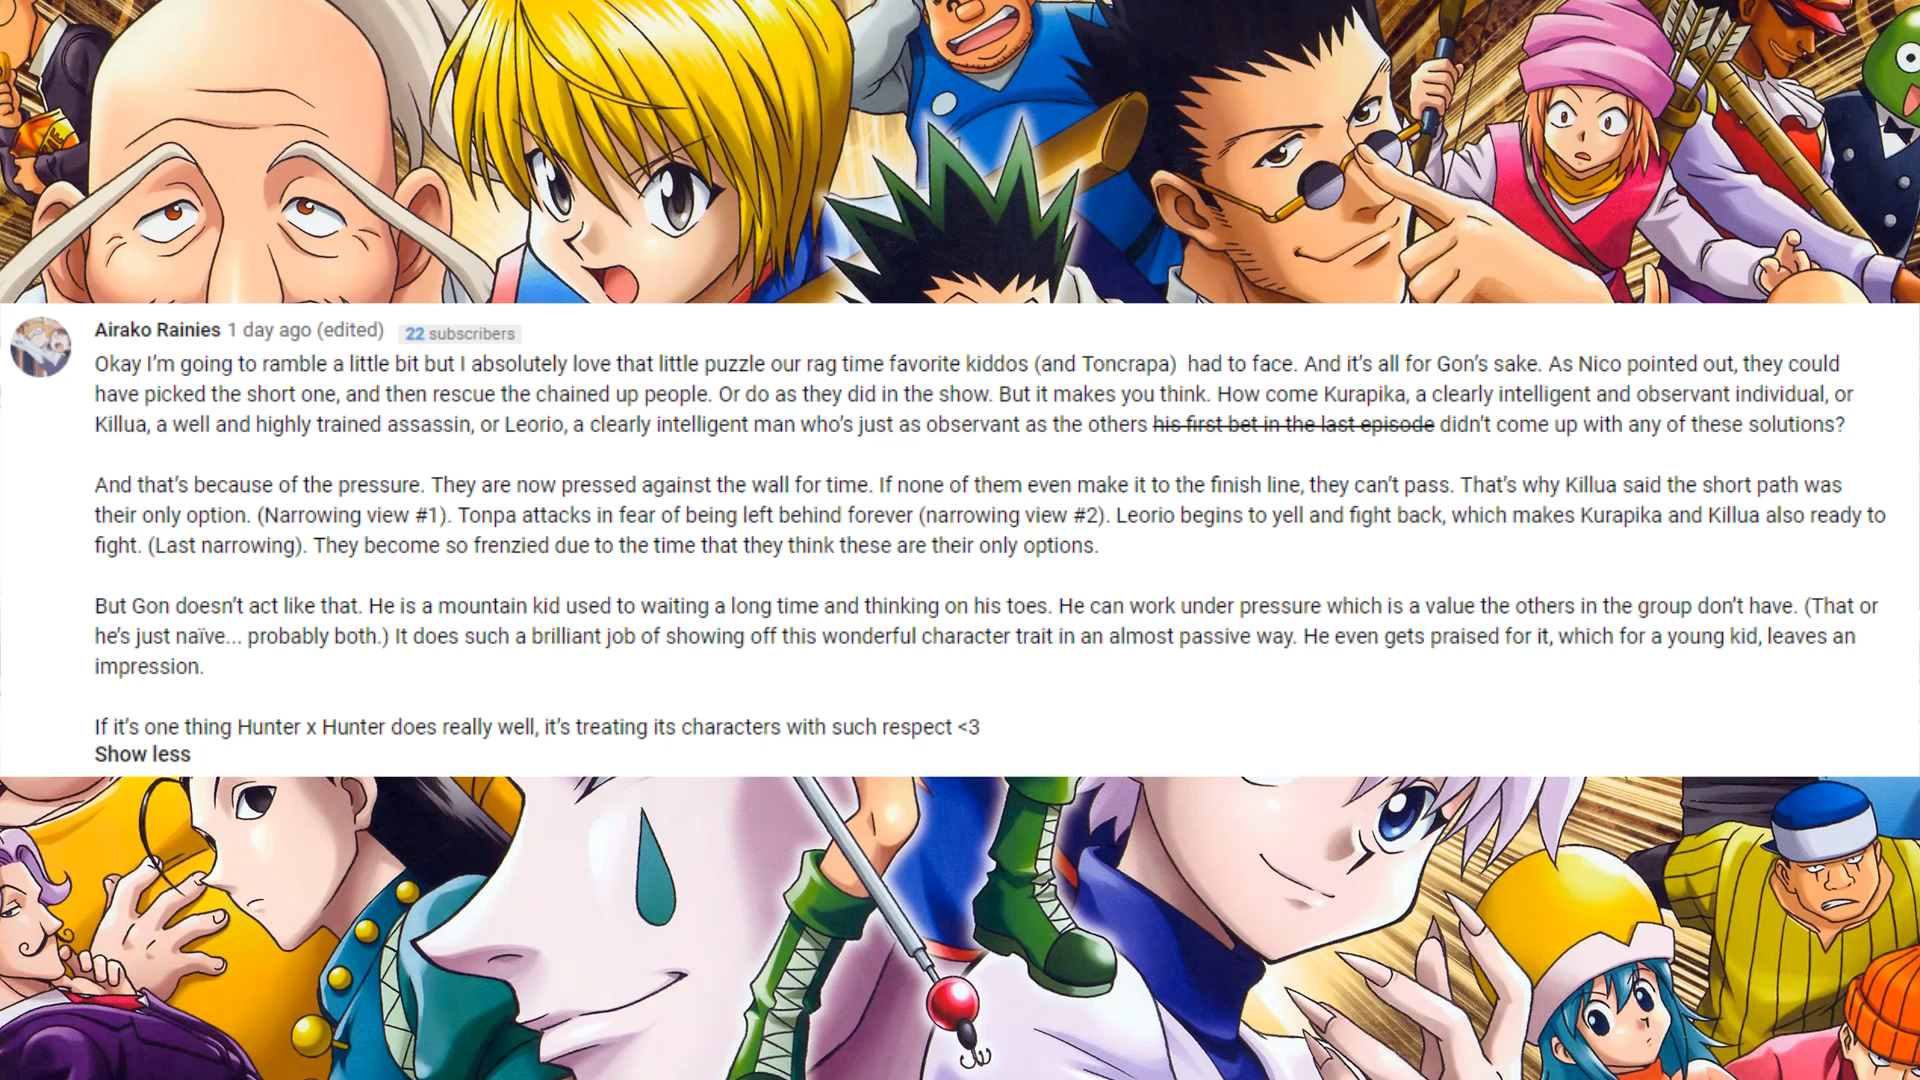 Airako Rainies 1 day ago (edited) 22 subscribers
Okay I'm going to ramble a little bit but I absolutely love that little puzzle our rag time favorite kiddos (and Toncrapa) had to face. And it's all for Gon's sake. As Nico pointed out, they could
have picked the short one, and then rescue the chained up people. Or do as they did in the show. But it makes you think. How come Kurapika, a clearly intelligent and observant individual, or
Killua, a well and highly trained assassin, or Leorio, a clearly intelligent man who's just as observant as the others his first bet in the last episode didn't come up with any of these solutions?
And that's because of the pressure. They are now pressed against the wall for time. If none of them even make it to the finish line, they can't pass. That's why Killua said the short path was
their only option. (Narrowing view #1). Tonpa attacks in fear of being left behind forever (narrowing view #2). Leorio begins to yell and fight back, which makes Kurapika and Killua also ready to
fight. (Last narrowing). They become so frenzied due to the time that they think these are their only options.
But Gon doesn't act like that. He is a mountain kid used to waiting a long time and thinking on his toes. He can work under pressure which is a value the others in the group don't have. (That or
he's just naïve... probably both.) It does such a brilliant job of showing off this wonderful character trait in an almost passive way. He even gets praised for it, which for a young kid, leaves an
impression.
If it's one thing Hunter x Hunter does really well, it's treating its characters with such respect <3
Show less